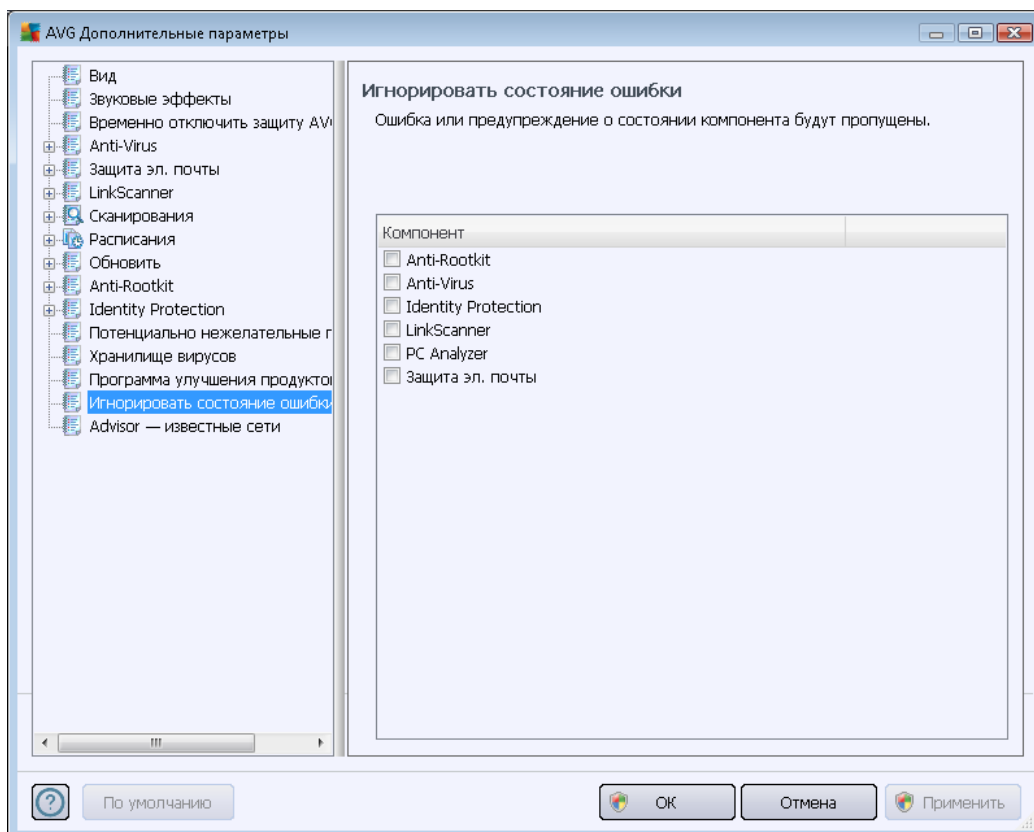 AVG Дополнительные параметры
Вид
Звуковые эффекты
Временно отключить защиту AV
Anti-Virus
Защита эл. почты
LinkScanner
Сканирования
Расписания
Обновить
Anti-Rootkit
Identity Protection
Потенциально нежелательные
Хранилище вирусов
Программа улучшения продукто
Игнорировать состояние ошибки
Advisor — известные сети
Игнорировать состояние ошибки
Ошибка или предупреждение о состоянии компонента будут пропущены.
Компонент
Anti-Rootkit
Anti-Virus
Identity Protection
LinkScanner
PC Analyzer
Защита эл. почты
По умолчанию
ОК
Отмена
Применить